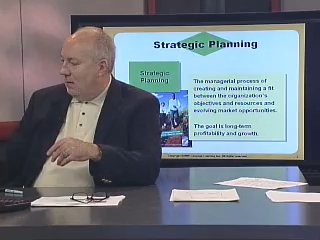 Strategic Planning
Strategic
Planning
The managerial process of
creating and maintaining a fit
between the organization's
objectives and resources and
evolving market opportunities.
The goal is long-term
profitability and growth.